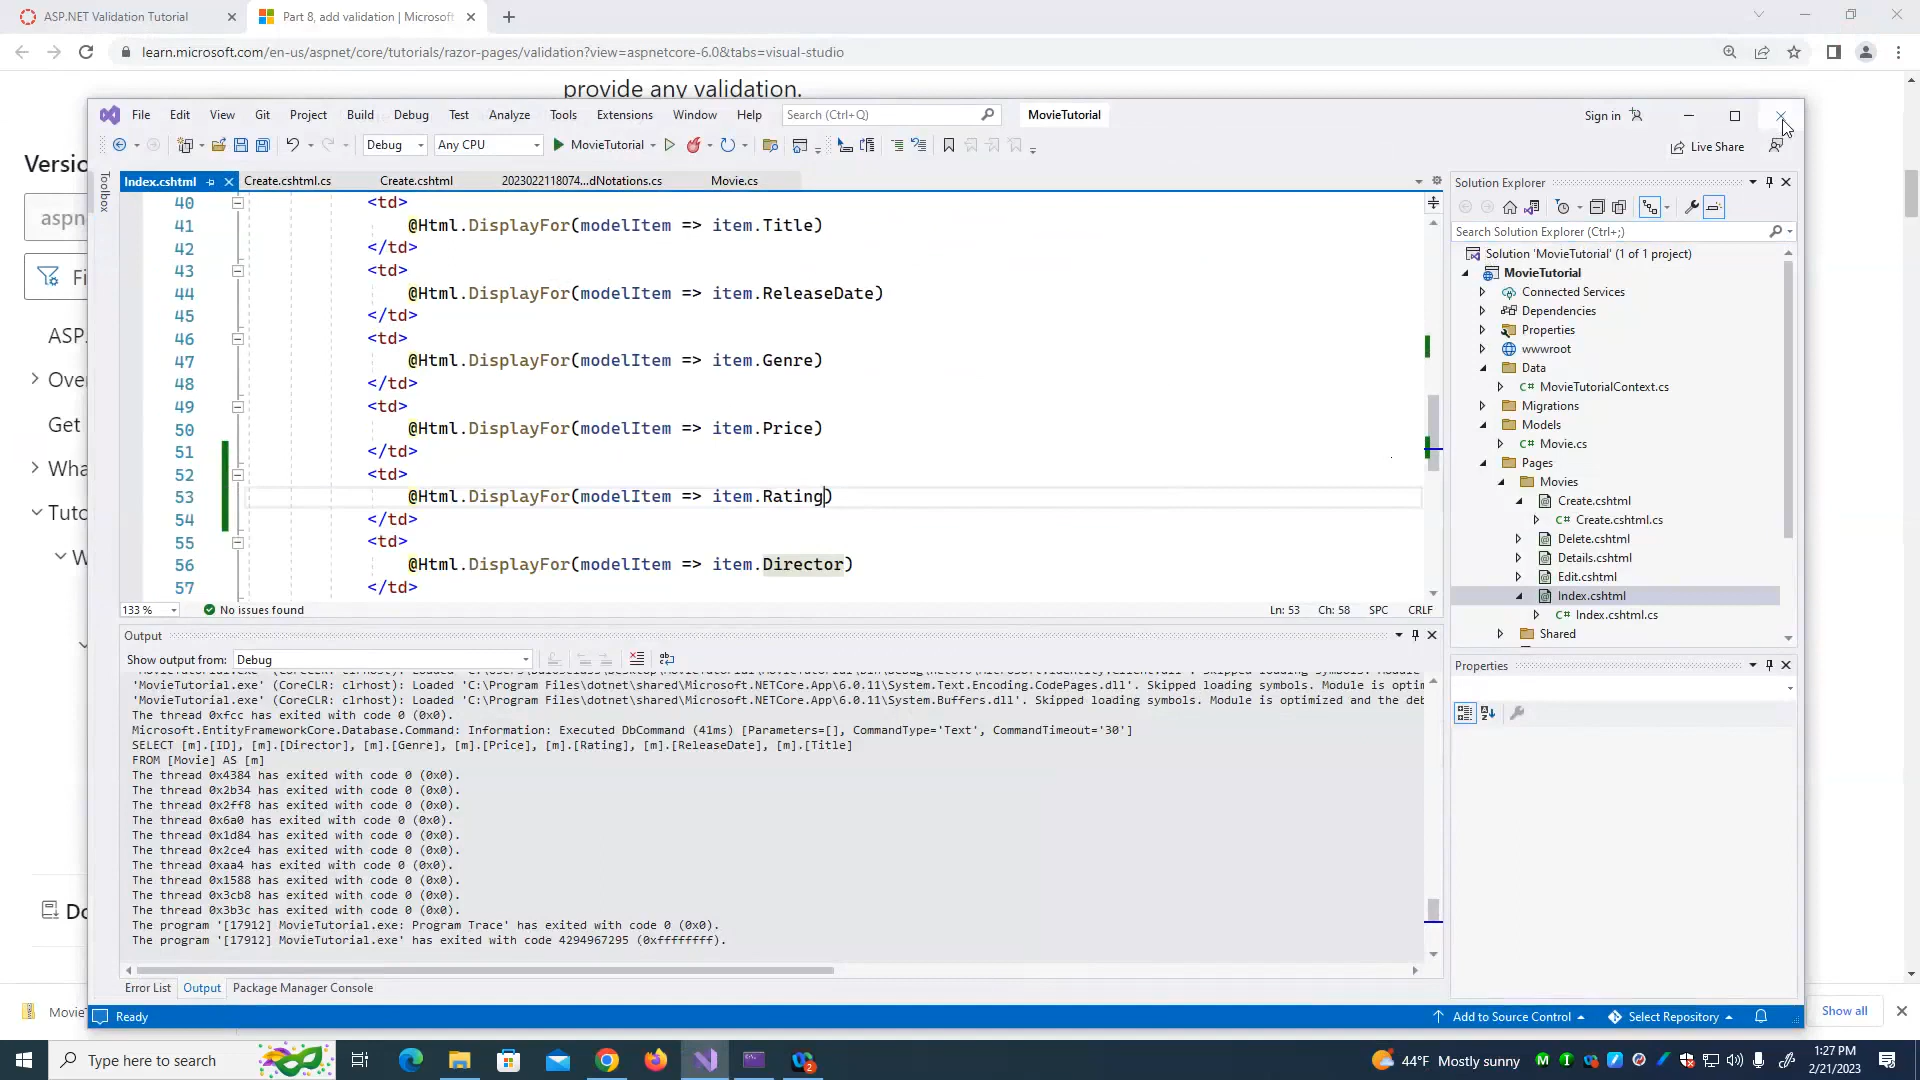 ASP.NET Validation Tutorial
Part 8, add validation | Microsoft
learn.microsoft.com/en-us/aspnet/core/tutorials/razor-pages/validation?view=aspnetcore-6.0&tabs=visual-studio
provide any validation.
File Edit View Git Project Build Debug Test Analyze Tools Extensions Window Help Search (Ctrl+Q) MovieTutorial Sign in
Debug Any CPU MovieTutorial Live Share
Toolbox
Index.cshtml Create.cshtml.cs Create.cshtml 2023022118074...dNotations.cs Movie.cs
40 <td>
41 @Html.DisplayFor(modelItem => item.Title)
42 </td>
43 <td>
44 @Html.DisplayFor(modelItem => item.ReleaseDate)
45 </td>
46 <td>
47 @Html.DisplayFor(modelItem => item.Genre)
48 </td>
49 <td>
50 @Html.DisplayFor(modelItem => item.Price)
51 </td>
52 <td>
53 @Html.DisplayFor(modelItem => item.Rating)
54 </td>
55 <td>
56 @Html.DisplayFor(modelItem => item.Director)
57 </td>
133 % No issues found Ln: 53 Ch: 58 SPC CRLF
Output
Show output from: Debug
'MovieTutorial.exe' (CoreCLR: clrhost): Loaded 'C:\Program Files\dotnet\shared\Microsoft.NETCore.App\6.0.11\System.Text.Encoding.CodePages.dll'. Skipped loading symbols. Module is optim
'MovieTutorial.exe' (CoreCLR: clrhost): Loaded 'C:\Program Files\dotnet\shared\Microsoft.NETCore.App\6.0.11\System.Buffers.dll'. Skipped loading symbols. Module is optimized and the deb
The thread 0xfcc has exited with code 0 (0x0).
Microsoft.EntityFrameworkCore.Database.Command: Information: Executed DbCommand (41ms) [Parameters=[], CommandType='Text', CommandTimeout='30']
SELECT [m].[ID], [m].[Director], [m].[Genre], [m].[Price], [m].[Rating], [m].[ReleaseDate], [m].[Title]
FROM [Movie] AS [m]
The thread 0x4384 has exited with code 0 (0x0).
The thread 0x2b34 has exited with code 0 (0x0).
The thread 0x2ff8 has exited with code 0 (0x0).
The thread 0x6a0 has exited with code 0 (0x0).
The thread 0x1d84 has exited with code 0 (0x0).
The thread 0x2ce4 has exited with code 0 (0x0).
The thread 0xaa4 has exited with code 0 (0x0).
The thread 0x1588 has exited with code 0 (0x0).
The thread 0x3cb8 has exited with code 0 (0x0).
The thread 0x3b3c has exited with code 0 (0x0).
The program '[17912] MovieTutorial.exe: Program Trace' has exited with code 0 (0x0).
The program '[17912] MovieTutorial.exe' has exited with code 4294967295 (0xffffffff).
Error List Output Package Manager Console
Solution Explorer
Search Solution Explorer (Ctrl+;)
Solution 'MovieTutorial' (1 of 1 project)
MovieTutorial
Connected Services
Dependencies
Properties
wwwroot
Data
C# MovieTutorialContext.cs
Migrations
Models
C# Movie.cs
Pages
Movies
Create.cshtml
C# Create.cshtml.cs
Delete.cshtml
Details.cshtml
Edit.cshtml
Index.cshtml
C# Index.cshtml.cs
Shared
Properties
Ready Add to Source Control Select Repository
Versio
asp
Fi
ASP.
Over
Get
Wha
Tuto
W
Do
MovieT
Show all
Type here to search
44°F Mostly sunny
1:27 PM
2/21/2023